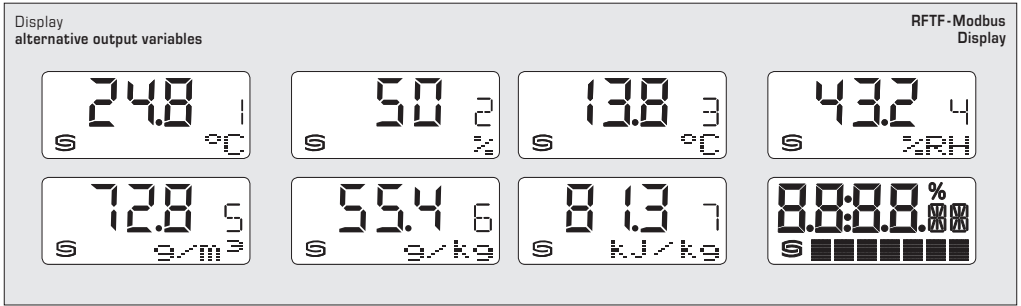 Display
alternative output variables
RFTF-Modbus
Display
24.8 1
°C
50 2
%
13.8 3
°C
43.2 4
%RH
72.8 5
g/m³
55.4 6
g/kg
81.3 7
kJ/kg
8.8:8.8.%